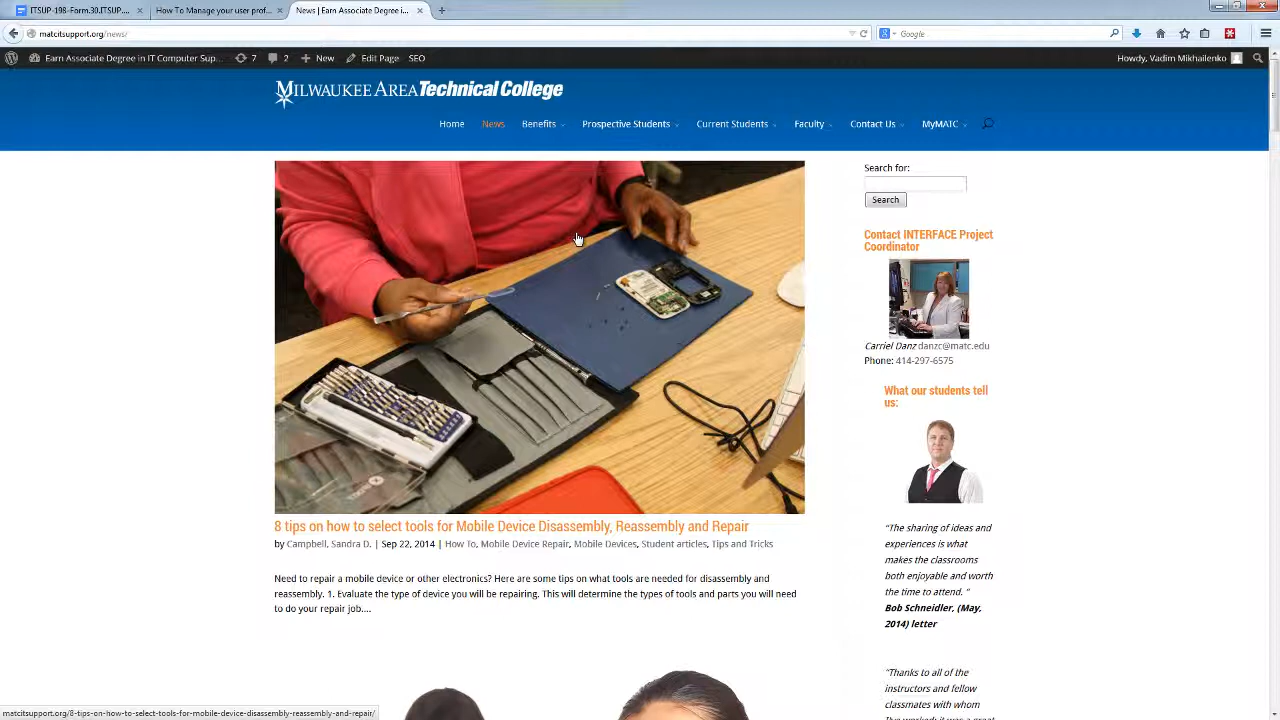 ITSUP-198-Form.30.ITSUP....
How To Manage your user prof...
News | Earn Associate Degree i...
matcitsupport.org/news/
Google
Earn Associate Degree in IT Computer Sup...
7
2
New
Edit Page
SEO
Howdy, Vadim Mikhailenko
MILWAUKEE AREA Technical College
Home
News
Benefits
Prospective Students
Current Students
Faculty
Contact Us
MyMATC
Search for:
Search
Contact INTERFACE Project
Coordinator
Carriel Danz danzc@matc.edu
Phone: 414-297-6575
What our students tell
us:
"The sharing of ideas and
experiences is what
makes the classrooms
both enjoyable and worth
the time to attend. "
Bob Schneidler, (May,
2014) letter
"Thanks to all of the
instructors and fellow
classmates with whom
I've worked; it was a great
8 tips on how to select tools for Mobile Device Disassembly, Reassembly and Repair
by Campbell, Sandra D. | Sep 22, 2014 | How To, Mobile Device Repair, Mobile Devices, Student articles, Tips and Tricks
Need to repair a mobile device or other electronics? Here are some tips on what tools are needed for disassembly and
reassembly. 1. Evaluate the type of device you will be repairing. This will determine the types of tools and parts you will need
to do your repair job....
matcitsupport.org/8-tips-on-how-to-select-tools-for-mobile-device-disassembly-reassembly-and-repair/